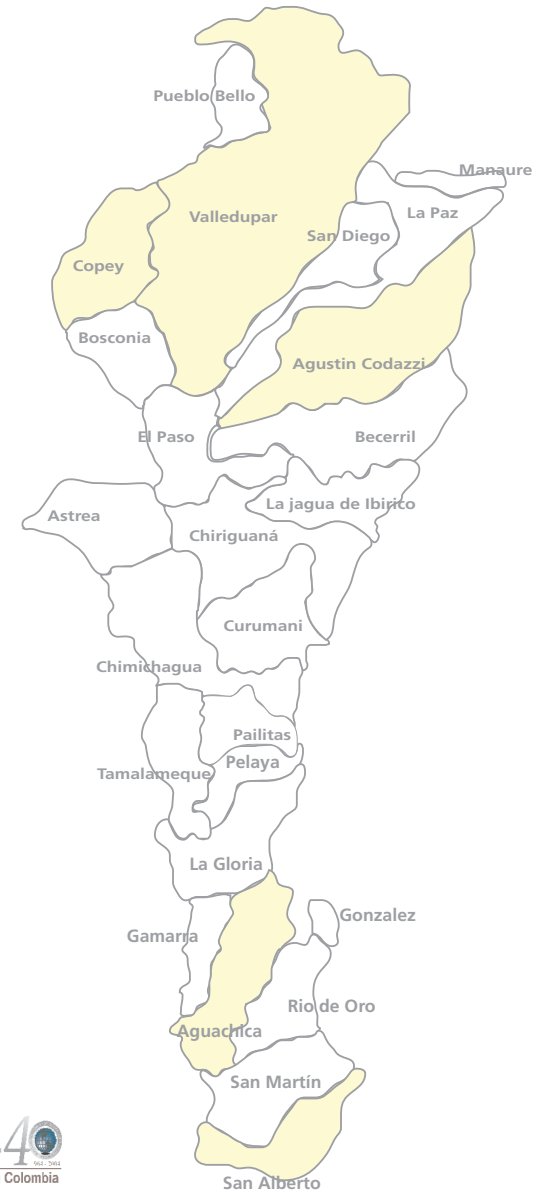 Pueblo Bello
Manaure
La Paz
Valledupar
San Diego
Copey
Bosconia
Agustin Codazzi
El Paso
Becerril
La jagua de Ibirico
Astrea
Chiriguaná
Curumani
Chimichagua
Pailitas
Pelaya
Tamalameque
La Gloria
Gonzalez
Gamarra
Rio de Oro
Aguachica
San Martín
40
Colombia
San Alberto